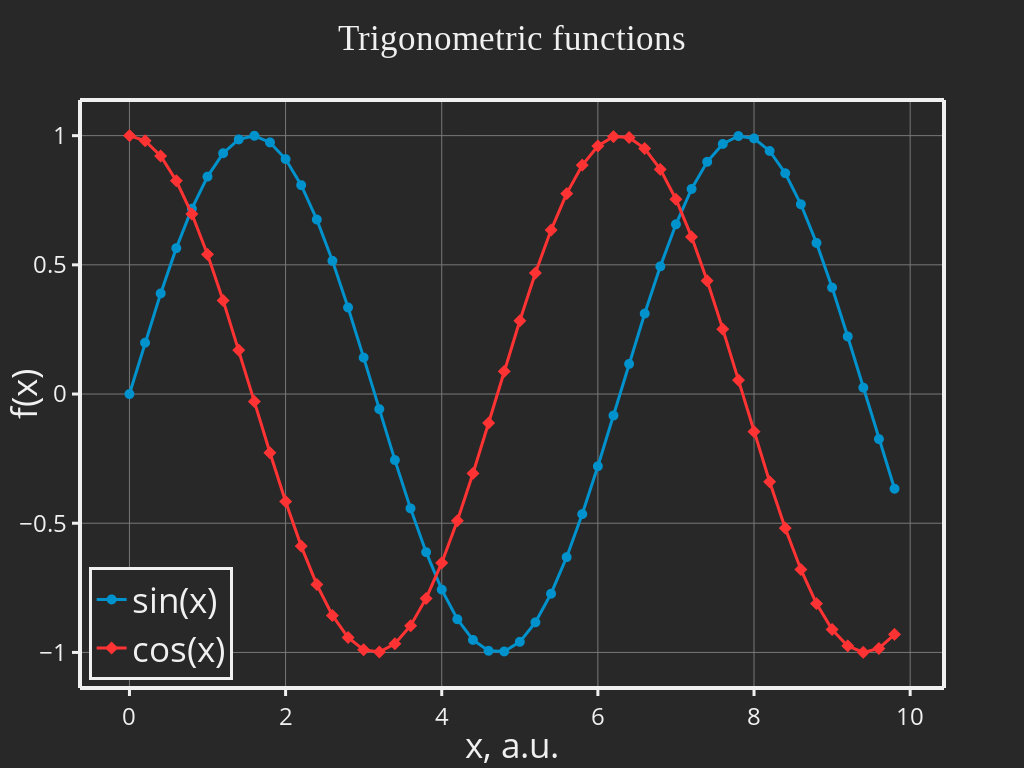 Trigonometric functions
1
0.5
0
−0.5
−1
f(x)
sin(x)
cos(x)
0 2 4 6 8 10
x, a.u.